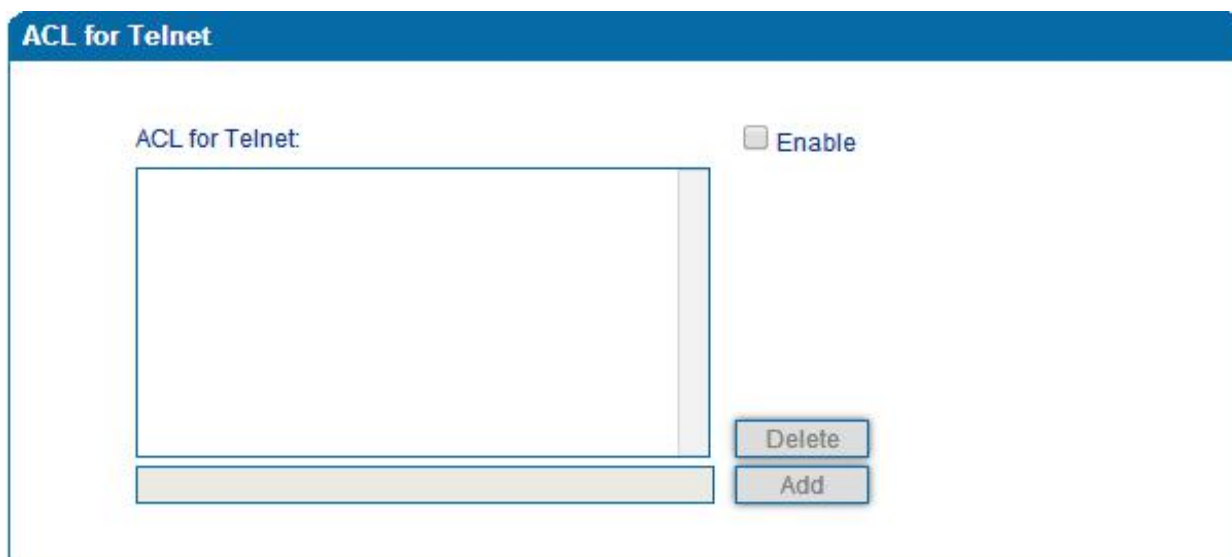 ACL for Telnet
ACL for Telnet:
Enable
Delete
Add